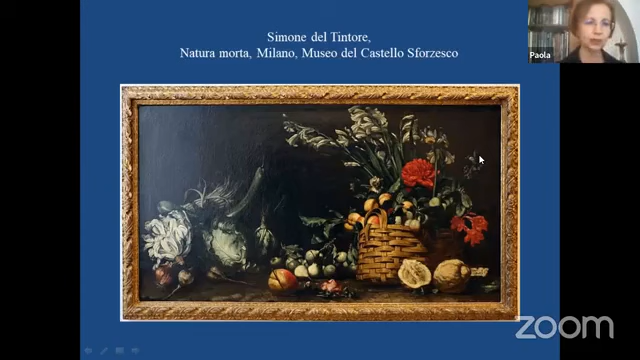 Simone del Tintore,
Natura morta, Milano, Museo del Castello Sforzesco
Paola
zoom